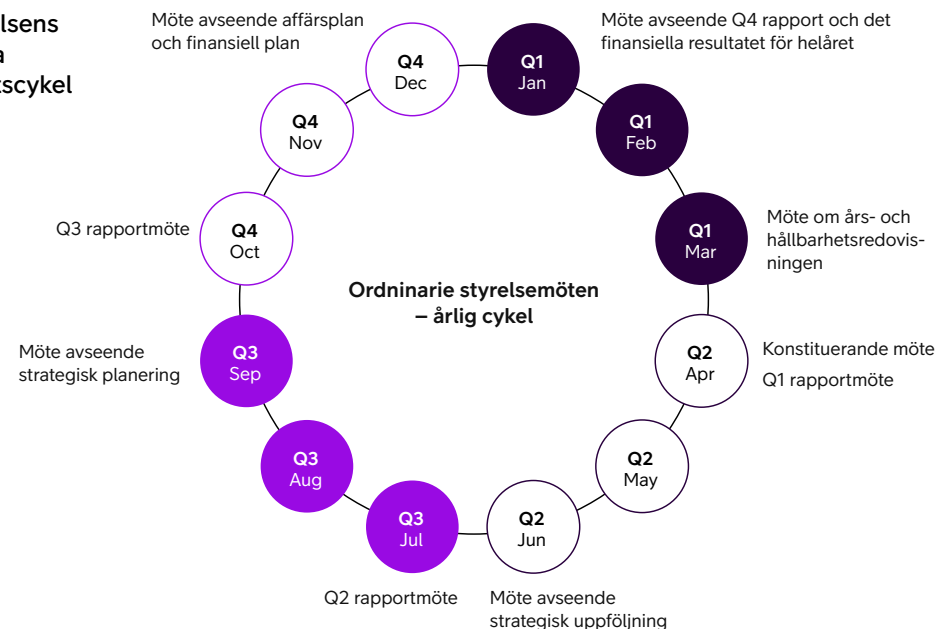 Möte avseende affärsplan
och finansiell plan
Möte avseende Q4 rapport och det
finansiella resultatet för helåret
Q4
Dec
Q1
Jan
Q4
Nov
Q1
Feb
Q3 rapportmöte
Q4
Oct
Q1
Mar
Möte om års- och
hållbarhetsredovis-
ningen
Ordninarie styrelsemöten
– årlig cykel
Möte avseende
strategisk planering
Q3
Sep
Q2
Apr
Konstituerande möte
Q1 rapportmöte
Q3
Aug
Q2
May
Q3
Jul
Q2
Jun
Q2 rapportmöte
Möte avseende
strategisk uppföljning